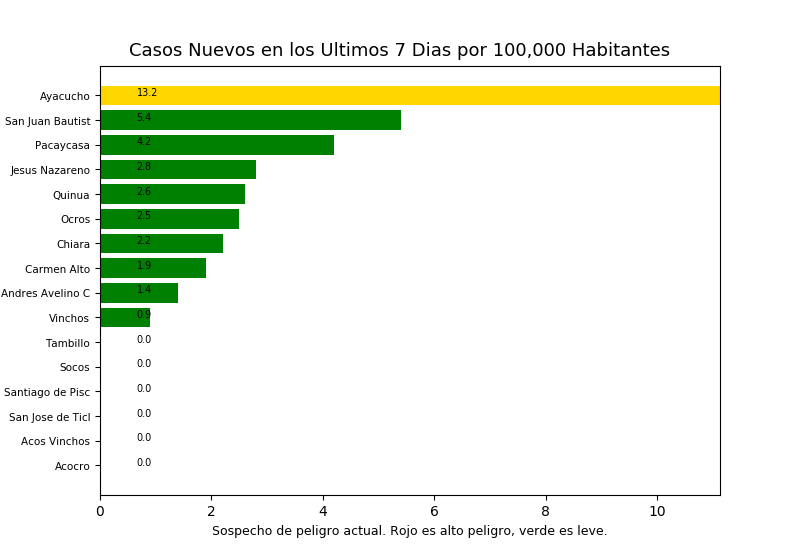 Casos Nuevos en los Ultimos 7 Dias por 100,000 Habitantes
Ayacucho 13.2
San Juan Bautist 5.4
Pacaycasa 4.2
Jesus Nazareno 2.8
Quinua 2.6
Ocros 2.5
Chiara 2.2
Carmen Alto 1.9
Andres Avelino C 1.4
Vinchos 0.9
Tambillo 0.0
Socos 0.0
Santiago de Pisc 0.0
San Jose de Ticl 0.0
Acos Vinchos 0.0
Acocro 0.0
0 2 4 6 8 10
Sospecho de peligro actual. Rojo es alto peligro, verde es leve.